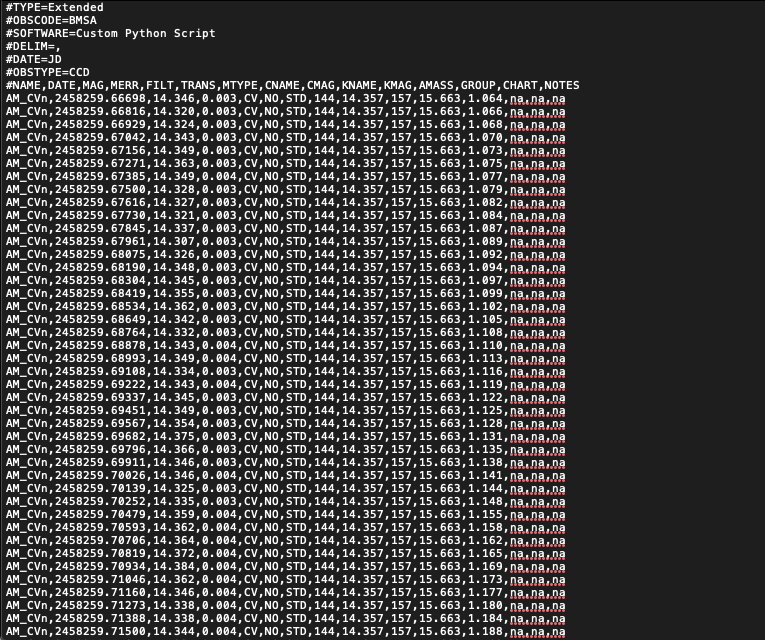 #TYPE=Extended
#OBSCODE=BMSA
#SOFTWARE=Custom Python Script
#DELIM=,
#DATE=JD
#OBSTYPE=CCD
#NAME,DATE,MAG,MERR,FILT,TRANS,MTYPE,CNAME,CMAG,KNAME,KMAG,AMASS,GROUP,CHART,NOTES
AM_CVn,2458259.66698,14.346,0.003,CV,NO,STD,144,14.357,157,15.663,1.064,na,na,na
AM_CVn,2458259.66816,14.320,0.003,CV,NO,STD,144,14.357,157,15.663,1.066,na,na,na
AM_CVn,2458259.66929,14.324,0.003,CV,NO,STD,144,14.357,157,15.663,1.068,na,na,na
AM_CVn,2458259.67042,14.343,0.003,CV,NO,STD,144,14.357,157,15.663,1.070,na,na,na
AM_CVn,2458259.67156,14.349,0.003,CV,NO,STD,144,14.357,157,15.663,1.073,na,na,na
AM_CVn,2458259.67271,14.363,0.003,CV,NO,STD,144,14.357,157,15.663,1.075,na,na,na
AM_CVn,2458259.67385,14.349,0.004,CV,NO,STD,144,14.357,157,15.663,1.077,na,na,na
AM_CVn,2458259.67500,14.328,0.003,CV,NO,STD,144,14.357,157,15.663,1.079,na,na,na
AM_CVn,2458259.67616,14.327,0.003,CV,NO,STD,144,14.357,157,15.663,1.082,na,na,na
AM_CVn,2458259.67730,14.321,0.003,CV,NO,STD,144,14.357,157,15.663,1.084,na,na,na
AM_CVn,2458259.67845,14.337,0.003,CV,NO,STD,144,14.357,157,15.663,1.087,na,na,na
AM_CVn,2458259.67961,14.307,0.003,CV,NO,STD,144,14.357,157,15.663,1.089,na,na,na
AM_CVn,2458259.68075,14.326,0.003,CV,NO,STD,144,14.357,157,15.663,1.092,na,na,na
AM_CVn,2458259.68190,14.348,0.003,CV,NO,STD,144,14.357,157,15.663,1.094,na,na,na
AM_CVn,2458259.68304,14.345,0.003,CV,NO,STD,144,14.357,157,15.663,1.097,na,na,na
AM_CVn,2458259.68419,14.355,0.003,CV,NO,STD,144,14.357,157,15.663,1.099,na,na,na
AM_CVn,2458259.68534,14.362,0.003,CV,NO,STD,144,14.357,157,15.663,1.102,na,na,na
AM_CVn,2458259.68649,14.342,0.003,CV,NO,STD,144,14.357,157,15.663,1.105,na,na,na
AM_CVn,2458259.68764,14.332,0.003,CV,NO,STD,144,14.357,157,15.663,1.108,na,na,na
AM_CVn,2458259.68878,14.343,0.004,CV,NO,STD,144,14.357,157,15.663,1.110,na,na,na
AM_CVn,2458259.68993,14.349,0.004,CV,NO,STD,144,14.357,157,15.663,1.113,na,na,na
AM_CVn,2458259.69108,14.334,0.003,CV,NO,STD,144,14.357,157,15.663,1.116,na,na,na
AM_CVn,2458259.69222,14.343,0.004,CV,NO,STD,144,14.357,157,15.663,1.119,na,na,na
AM_CVn,2458259.69337,14.345,0.003,CV,NO,STD,144,14.357,157,15.663,1.122,na,na,na
AM_CVn,2458259.69451,14.349,0.003,CV,NO,STD,144,14.357,157,15.663,1.125,na,na,na
AM_CVn,2458259.69567,14.354,0.003,CV,NO,STD,144,14.357,157,15.663,1.128,na,na,na
AM_CVn,2458259.69682,14.375,0.003,CV,NO,STD,144,14.357,157,15.663,1.131,na,na,na
AM_CVn,2458259.69796,14.366,0.003,CV,NO,STD,144,14.357,157,15.663,1.135,na,na,na
AM_CVn,2458259.69911,14.346,0.003,CV,NO,STD,144,14.357,157,15.663,1.138,na,na,na
AM_CVn,2458259.70026,14.346,0.004,CV,NO,STD,144,14.357,157,15.663,1.141,na,na,na
AM_CVn,2458259.70139,14.325,0.003,CV,NO,STD,144,14.357,157,15.663,1.144,na,na,na
AM_CVn,2458259.70252,14.335,0.003,CV,NO,STD,144,14.357,157,15.663,1.148,na,na,na
AM_CVn,2458259.70479,14.359,0.004,CV,NO,STD,144,14.357,157,15.663,1.155,na,na,na
AM_CVn,2458259.70593,14.362,0.004,CV,NO,STD,144,14.357,157,15.663,1.158,na,na,na
AM_CVn,2458259.70706,14.364,0.004,CV,NO,STD,144,14.357,157,15.663,1.162,na,na,na
AM_CVn,2458259.70819,14.372,0.004,CV,NO,STD,144,14.357,157,15.663,1.165,na,na,na
AM_CVn,2458259.70934,14.384,0.004,CV,NO,STD,144,14.357,157,15.663,1.169,na,na,na
AM_CVn,2458259.71046,14.362,0.004,CV,NO,STD,144,14.357,157,15.663,1.173,na,na,na
AM_CVn,2458259.71160,14.346,0.004,CV,NO,STD,144,14.357,157,15.663,1.177,na,na,na
AM_CVn,2458259.71273,14.338,0.004,CV,NO,STD,144,14.357,157,15.663,1.180,na,na,na
AM_CVn,2458259.71388,14.338,0.004,CV,NO,STD,144,14.357,157,15.663,1.184,na,na,na
AM_CVn,2458259.71500,14.344,0.004,CV,NO,STD,144,14.357,157,15.663,1.188,na,na,na